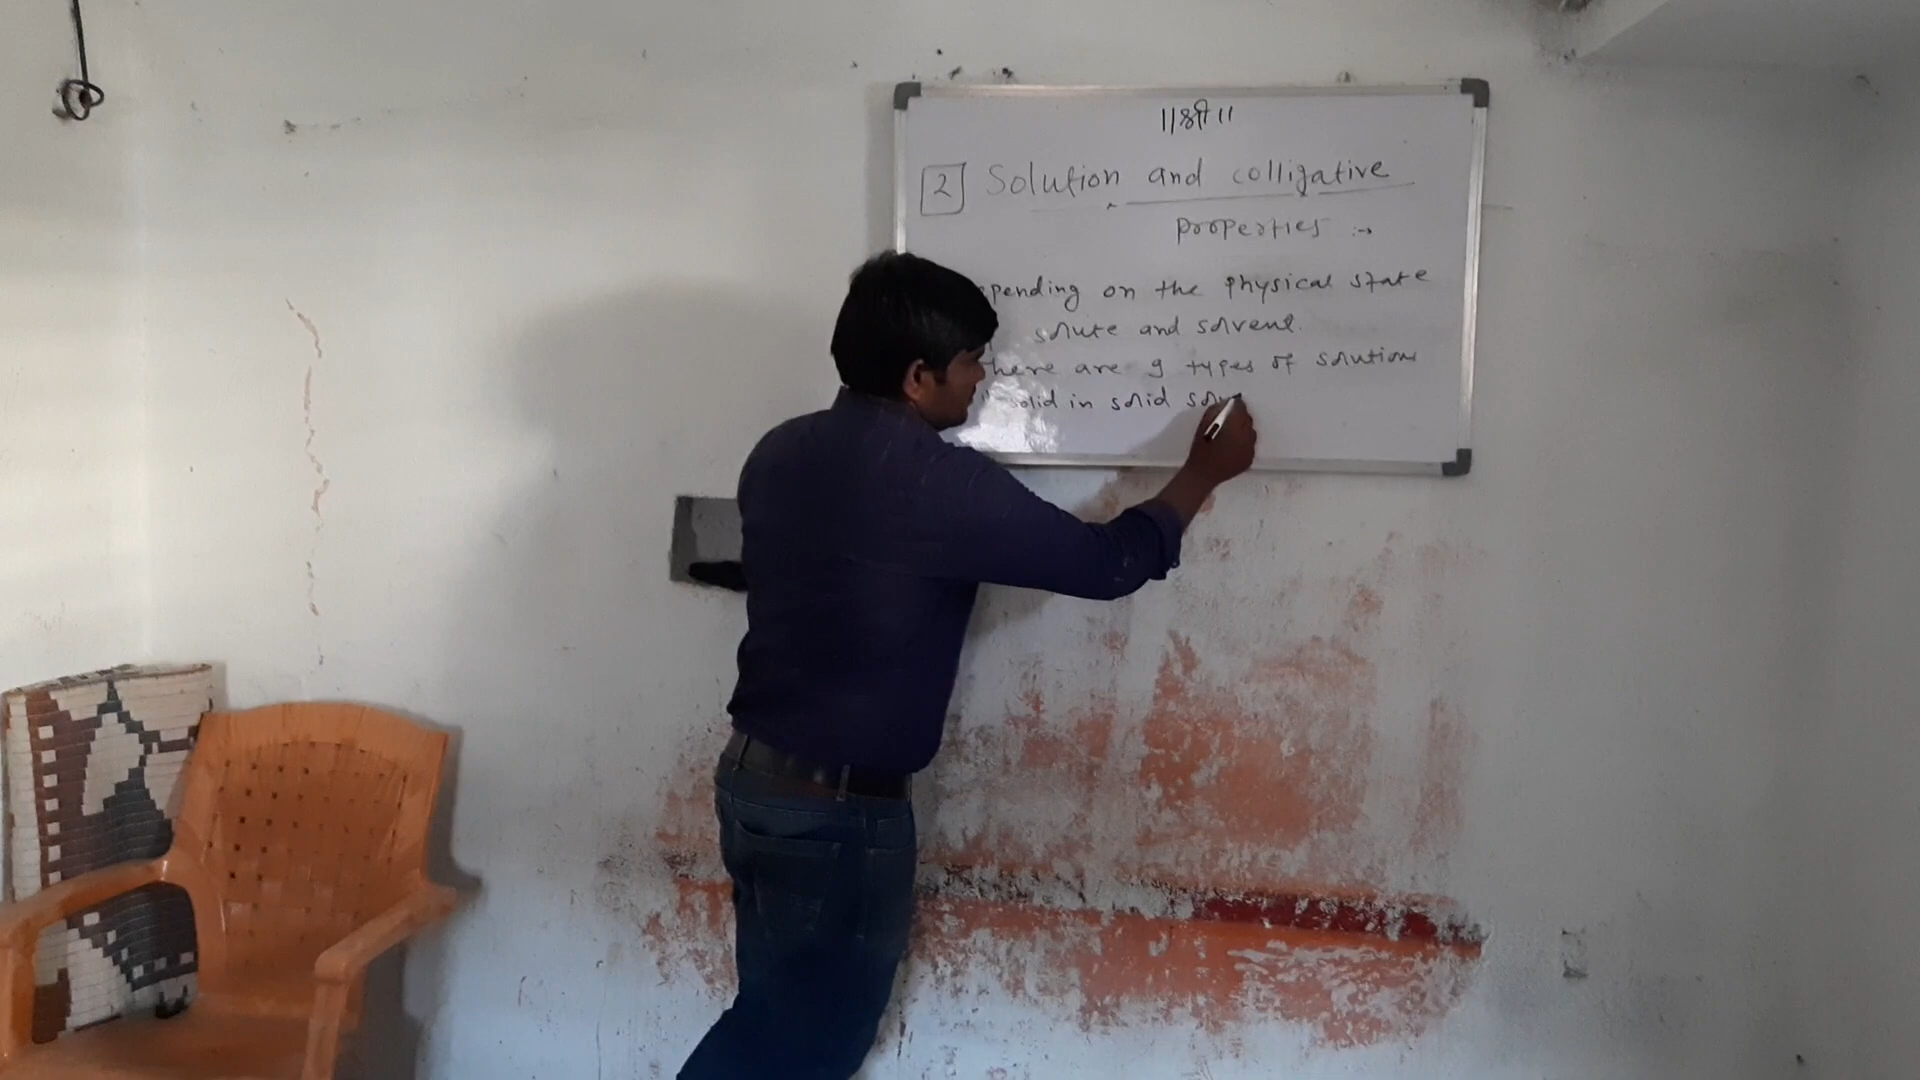 ॥श्री॥
2 Solution and colligative
properties :→
pending on the physical state
solute and solvent.
here are 9 types of solutions
solid in solid